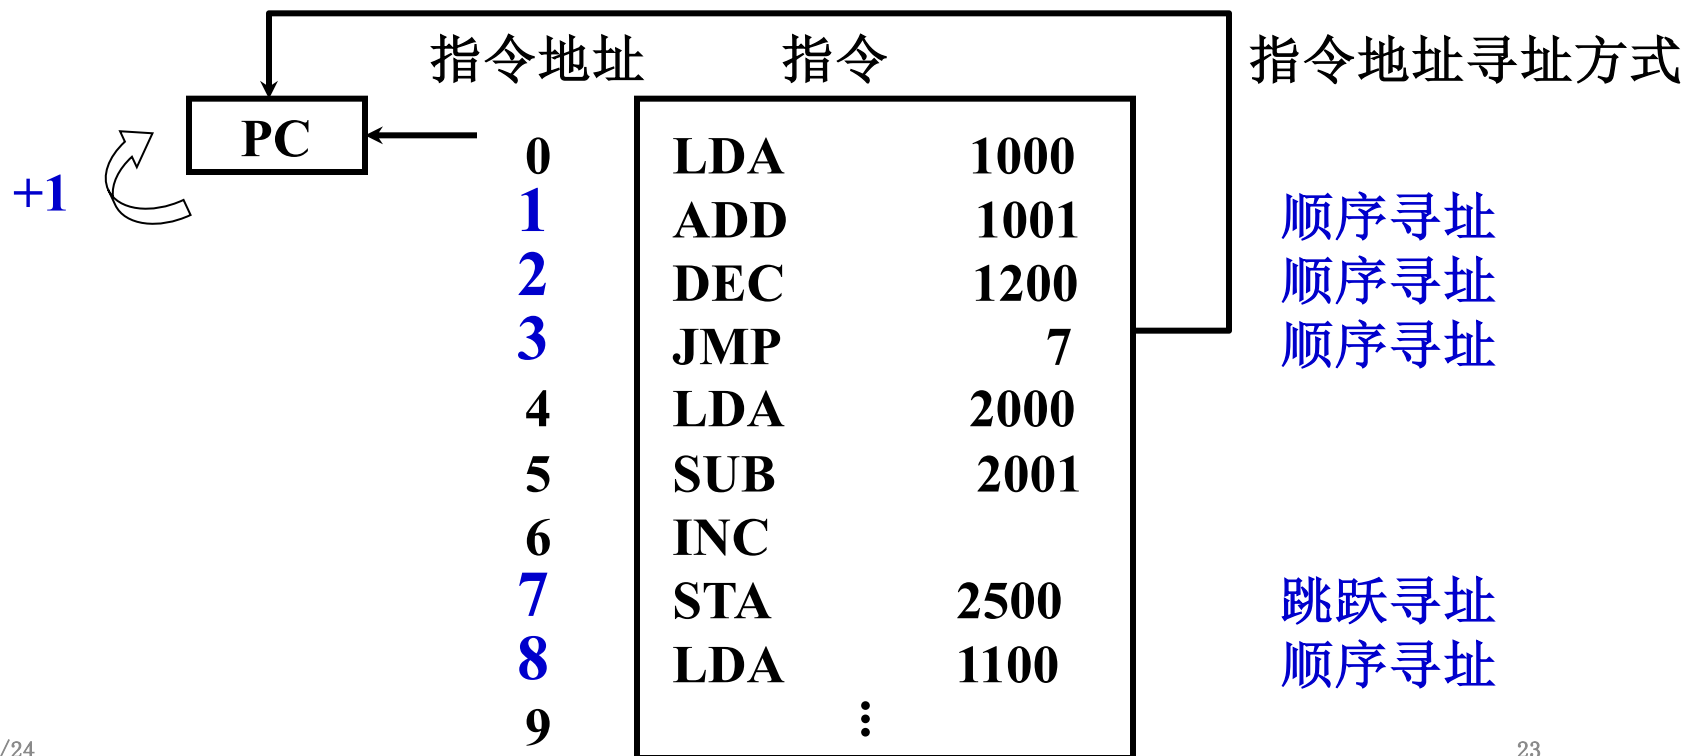 指令地址 指令 指令地址寻址方式
PC
+1
0 LDA 1000
1 ADD 1001 顺序寻址
2 DEC 1200 顺序寻址
3 JMP 7 顺序寻址
4 LDA 2000
5 SUB 2001
6 INC
7 STA 2500 跳跃寻址
8 LDA 1100 顺序寻址
9 ⋮
/24 23